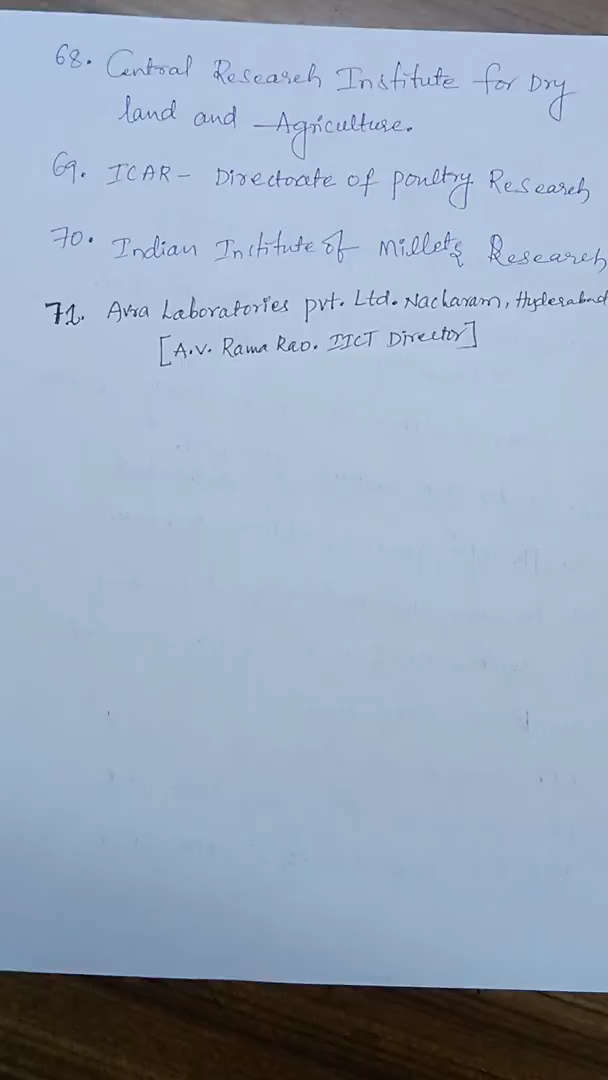 68. Central Research Institute for Dry
land and Agriculture.
69. ICAR - Directorate of poultry Research
70. Indian Institute of Millets Research
71. Avra Laboratories pvt. Ltd. Nacharam, Hyderabad
[A.V. Rama Rao. IICT Director]